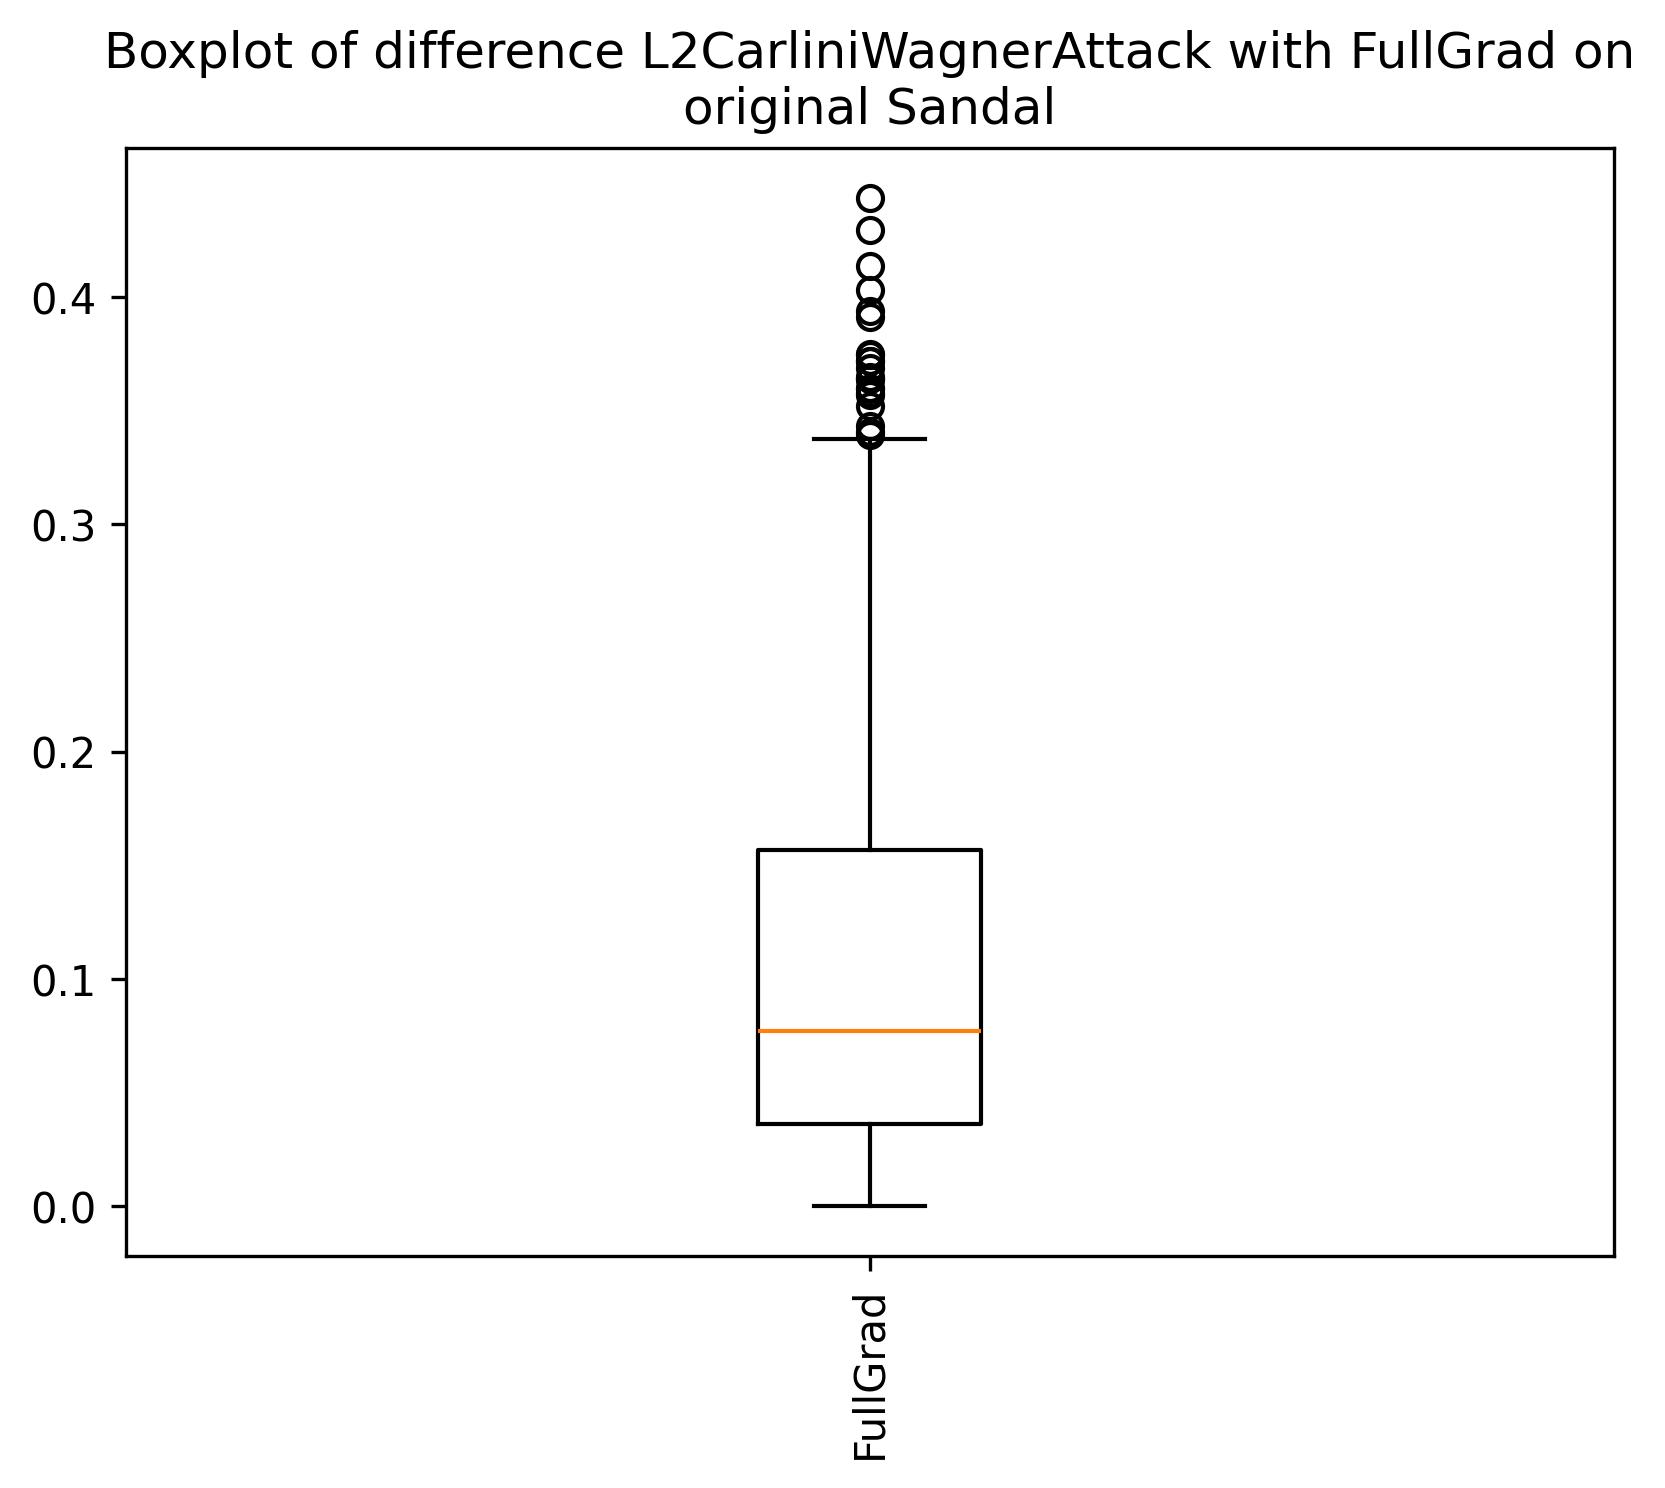 Boxplot of difference L2CarliniWagnerAttack with FullGrad on
original Sandal
0.4
0.3
0.2
0.1
0.0
FullGrad